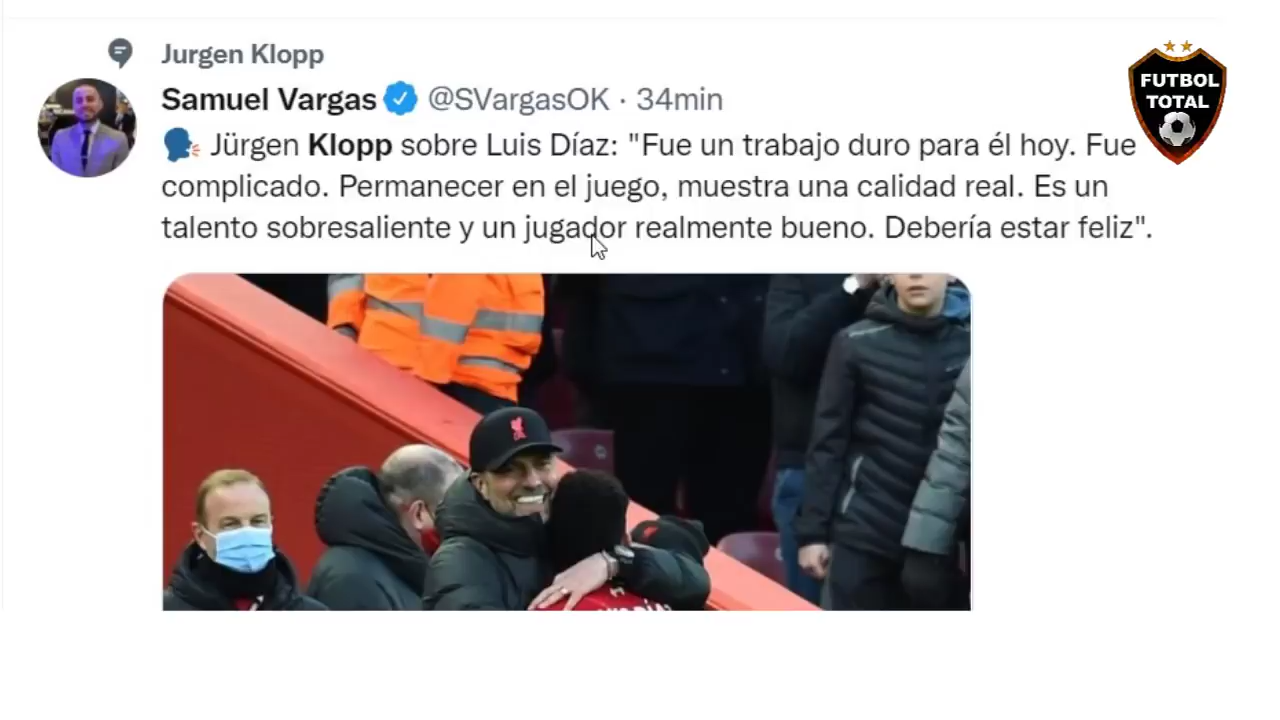 Jurgen Klopp
Samuel Vargas @SVargasOK · 34min
Jürgen Klopp sobre Luis Díaz: "Fue un trabajo duro para él hoy. Fue
complicado. Permanecer en el juego, muestra una calidad real. Es un
talento sobresaliente y un jugador realmente bueno. Debería estar feliz".
FUTBOL
TOTAL